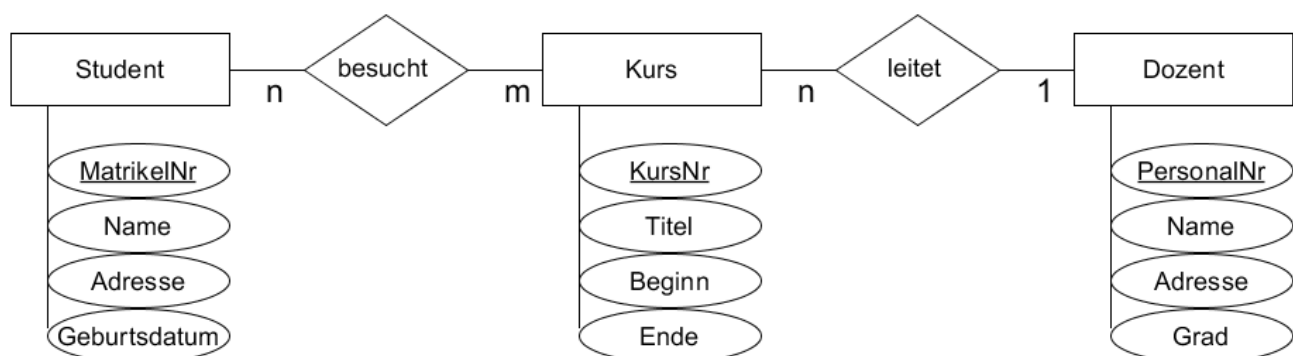 Student
besucht
Kurs
leitet
Dozent
n
m
n
1
MatrikelNr
KursNr
PersonalNr
Name
Titel
Name
Adresse
Beginn
Adresse
Geburtsdatum
Ende
Grad